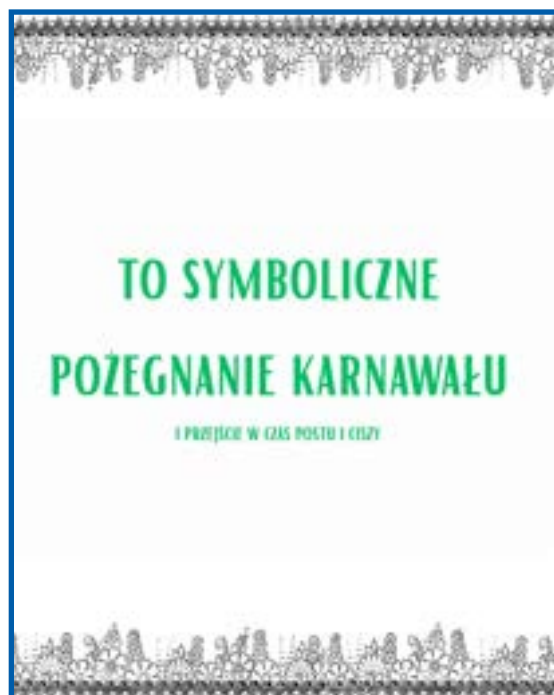 TO SYMBOLICZNE
POŻEGNANIE KARNAWAŁU
I PRZEJŚCIE W CZAS POSTU I CISZY